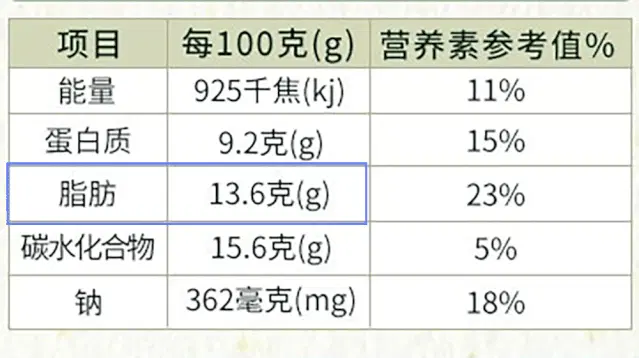 项目 每100克(g) 营养素参考值%
能量 925千焦(kj) 11%
蛋白质 9.2克(g) 15%
脂肪 13.6克(g) 23%
碳水化合物 15.6克(g) 5%
钠 362毫克(mg) 18%